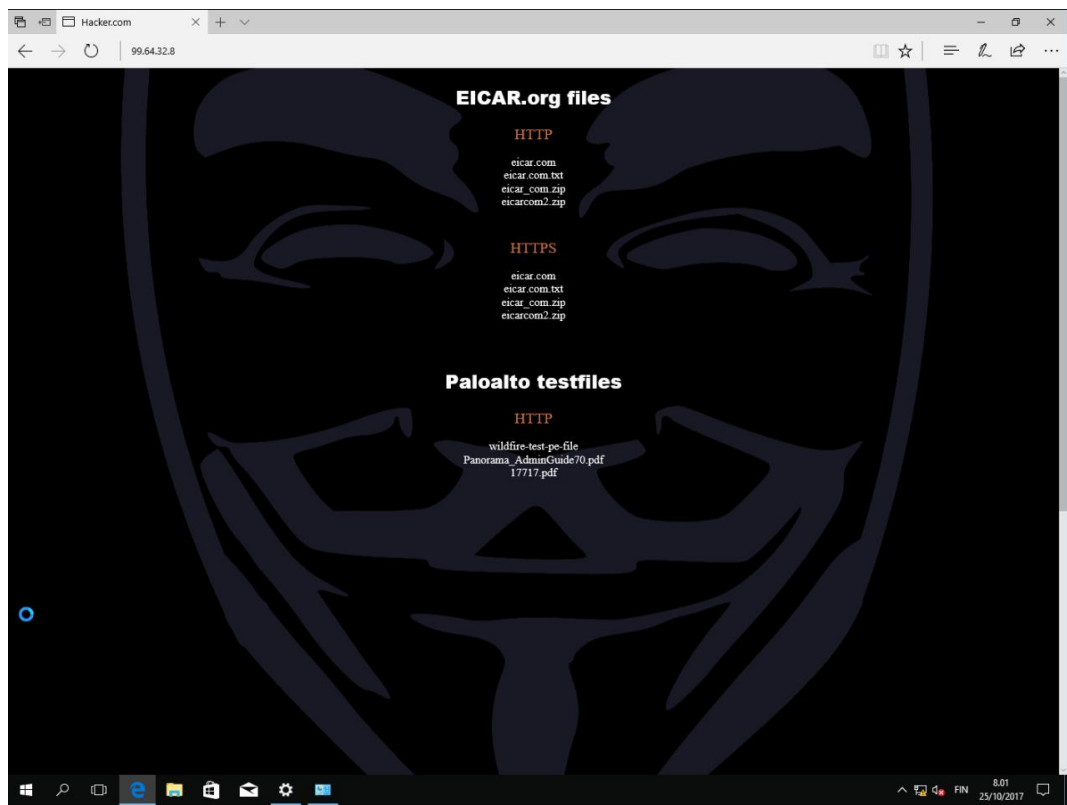 Hacker.com
99.64.32.8
EICAR.org files
HTTP
eicar.com
eicar.com.txt
eicar_com.zip
eicarcom2.zip
HTTPS
eicar.com
eicar.com.txt
eicar_com.zip
eicarcom2.zip
Paloalto testfiles
HTTP
wildfire-test-pe-file
Panorama_AdminGuide70.pdf
17717.pdf
FIN
8.01
25/10/2017